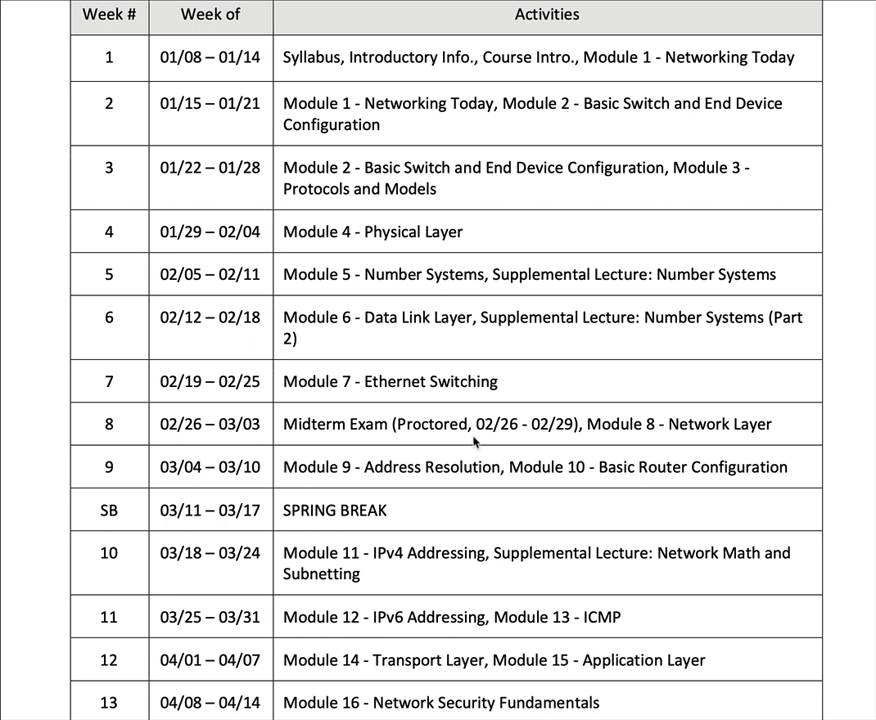 Week # Week of Activities
1 01/08 – 01/14 Syllabus, Introductory Info., Course Intro., Module 1 - Networking Today
2 01/15 – 01/21 Module 1 - Networking Today, Module 2 - Basic Switch and End Device
Configuration
3 01/22 – 01/28 Module 2 - Basic Switch and End Device Configuration, Module 3 -
Protocols and Models
4 01/29 – 02/04 Module 4 - Physical Layer
5 02/05 – 02/11 Module 5 - Number Systems, Supplemental Lecture: Number Systems
6 02/12 – 02/18 Module 6 - Data Link Layer, Supplemental Lecture: Number Systems (Part
2)
7 02/19 – 02/25 Module 7 - Ethernet Switching
8 02/26 – 03/03 Midterm Exam (Proctored, 02/26 - 02/29), Module 8 - Network Layer
9 03/04 – 03/10 Module 9 - Address Resolution, Module 10 - Basic Router Configuration
SB 03/11 – 03/17 SPRING BREAK
10 03/18 – 03/24 Module 11 - IPv4 Addressing, Supplemental Lecture: Network Math and
Subnetting
11 03/25 – 03/31 Module 12 - IPv6 Addressing, Module 13 - ICMP
12 04/01 – 04/07 Module 14 - Transport Layer, Module 15 - Application Layer
13 04/08 – 04/14 Module 16 - Network Security Fundamentals